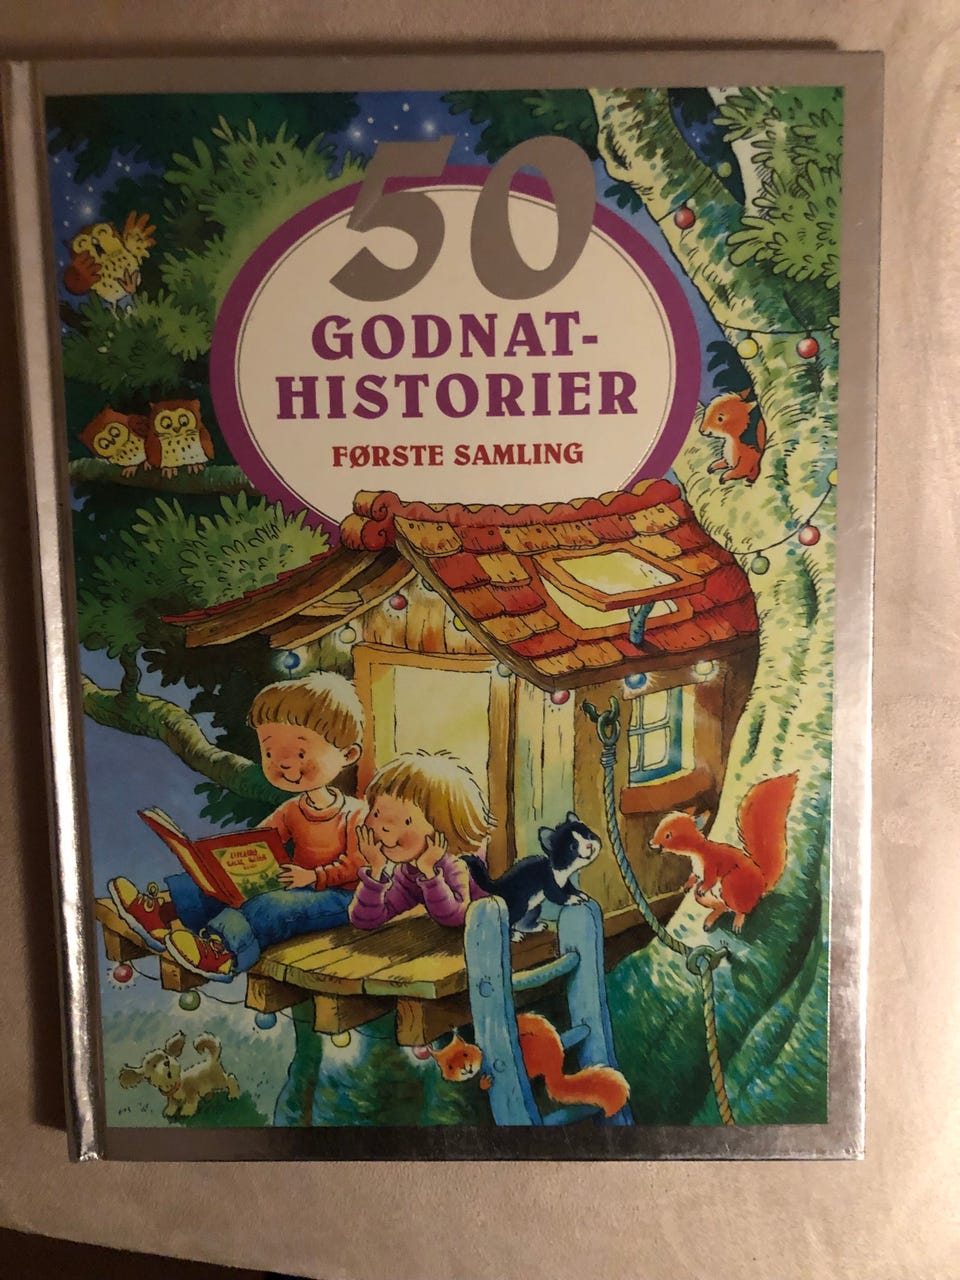 50
GODNAT-
HISTORIER
FØRSTE SAMLING